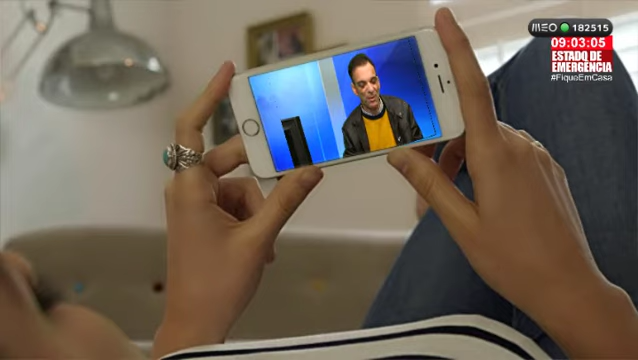 MEO 182515
09:03:05
ESTADO DE
EMERGÊNCIA
#FiqueEmCasa